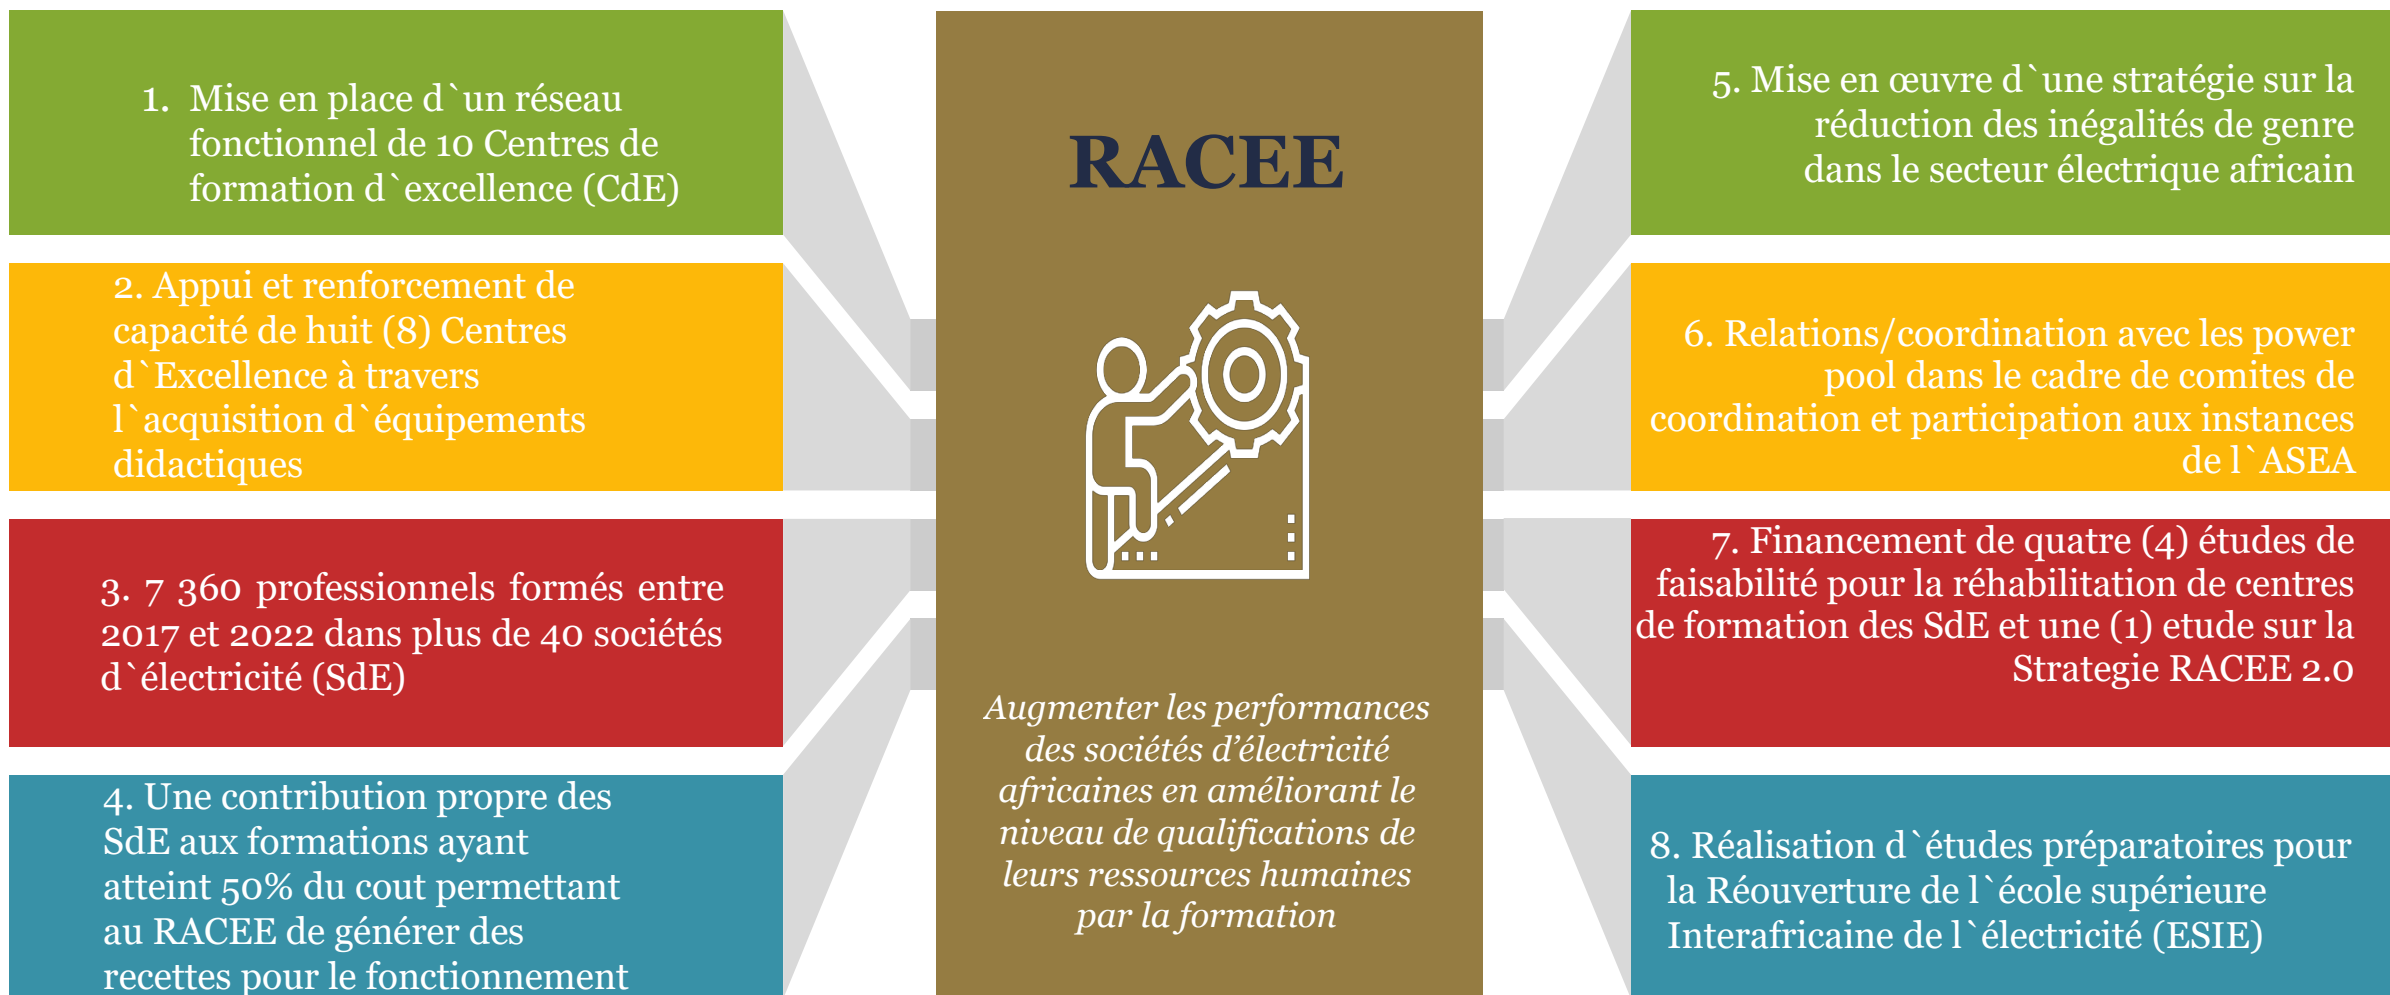 1. Mise en place d`un réseau
fonctionnel de 10 Centres de
formation d`excellence (CdE)
2. Appui et renforcement de
capacité de huit (8) Centres
d`Excellence à travers
l`acquisition d`équipements
didactiques
3. 7 360 professionnels formés entre
2017 et 2022 dans plus de 40 sociétés
d`électricité (SdE)
4. Une contribution propre des
SdE aux formations ayant
atteint 50% du cout permettant
au RACEE de générer des
recettes pour le fonctionnement
RACEE
Augmenter les performances
des sociétés d’électricité
africaines en améliorant le
niveau de qualifications de
leurs ressources humaines
par la formation
5. Mise en œuvre d`une stratégie sur la
réduction des inégalités de genre
dans le secteur électrique africain
6. Relations/coordination avec les power
pool dans le cadre de comites de
coordination et participation aux instances
de l`ASEA
7. Financement de quatre (4) études de
faisabilité pour la réhabilitation de centres
de formation des SdE et une (1) etude sur la
Strategie RACEE 2.0
8. Réalisation d`études préparatoires pour
la Réouverture de l`école supérieure
Interafricaine de l`électricité (ESIE)